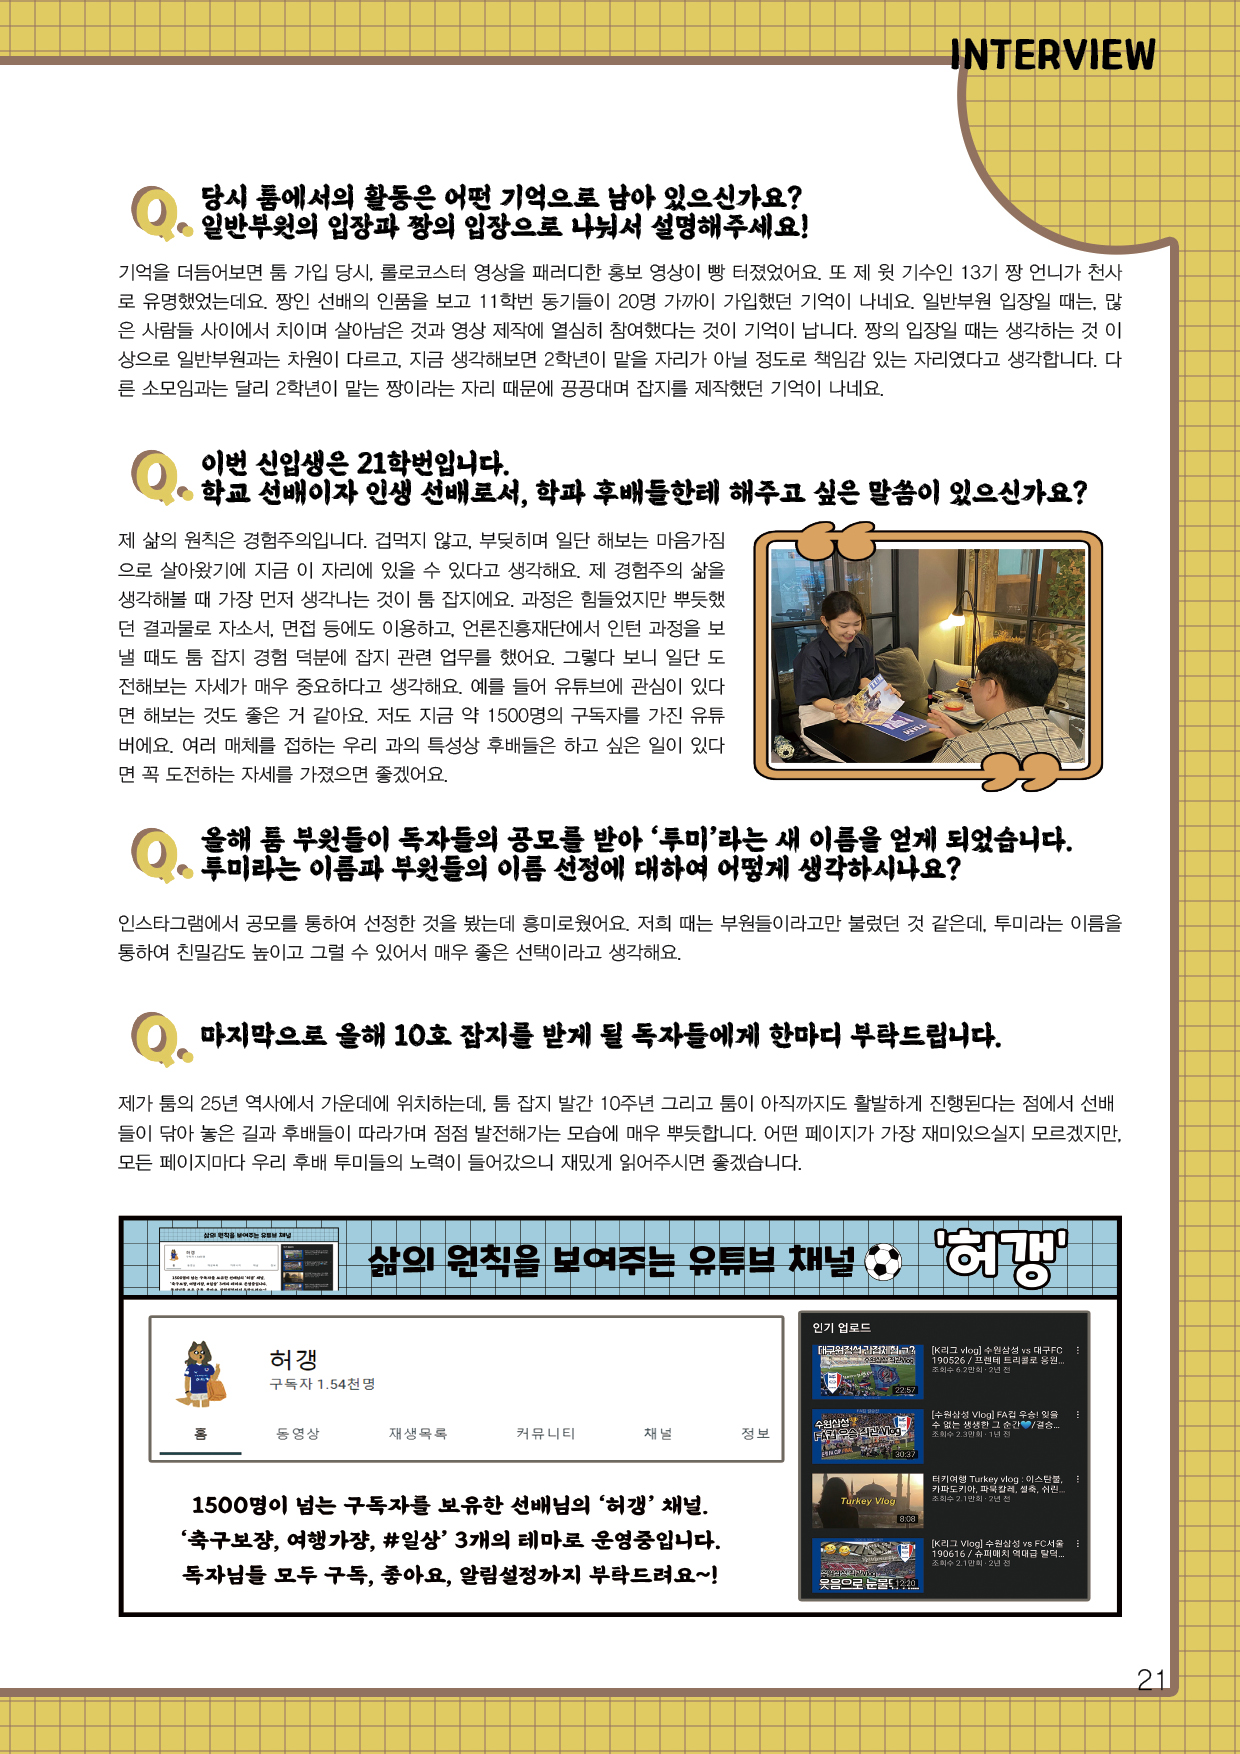 INTERVIEW
Q.
당시 툼에서의 활동은 어떤 기억으로 남아 있으신가요?
일반부원의 입장과 짱의 입장으로 나눠서 설명해주세요!
기억을 더듬어보면 툼 가입 당시, 롤로코스터 영상을 패러디한 홍보 영상이 빵 터졌었어요. 또 제 윗 기수인 13기 짱 언니가 천사
로 유명했었는데요. 짱인 선배의 인품을 보고 11학번 동기들이 20명 가까이 가입했던 기억이 나네요. 일반부원 입장일 때는, 많
은 사람들 사이에서 치이며 살아남은 것과 영상 제작에 열심히 참여했다는 것이 기억이 납니다. 짱의 입장일 때는 생각하는 것 이
상으로 일반부원과는 차원이 다르고, 지금 생각해보면 2학년이 맡을 자리가 아닐 정도로 책임감 있는 자리였다고 생각합니다. 다
른 소모임과는 달리 2학년이 맡는 짱이라는 자리 때문에 끙끙대며 잡지를 제작했던 기억이 나네요.
Q.
이번 신입생은 21학번입니다.
학교 선배이자 인생 선배로서, 학과 후배들한테 해주고 싶은 말씀이 있으신가요?
제 삶의 원칙은 경험주의입니다. 겁먹지 않고, 부딪히며 일단 해보는 마음가짐
으로 살아왔기에 지금 이 자리에 있을 수 있다고 생각해요. 제 경험주의 삶을
생각해볼 때 가장 먼저 생각나는 것이 툼 잡지에요. 과정은 힘들었지만 뿌듯했
던 결과물로 자소서, 면접 등에도 이용하고, 언론진흥재단에서 인턴 과정을 보
낼 때도 툼 잡지 경험 덕분에 잡지 관련 업무를 했어요. 그렇다 보니 일단 도
전해보는 자세가 매우 중요하다고 생각해요. 예를 들어 유튜브에 관심이 있다
면 해보는 것도 좋은 거 같아요. 저도 지금 약 1500명의 구독자를 가진 유튜
버에요. 여러 매체를 접하는 우리 과의 특성상 후배들은 하고 싶은 일이 있다
면 꼭 도전하는 자세를 가졌으면 좋겠어요.
Q.
올해 툼 부원들이 독자들의 공모를 받아 ‘투미’라는 새 이름을 얻게 되었습니다.
투미라는 이름과 부원들의 이름 선정에 대하여 어떻게 생각하시나요?
인스타그램에서 공모를 통하여 선정한 것을 봤는데 흥미로웠어요. 저희 때는 부원들이라고만 불렀던 것 같은데, 투미라는 이름을
통하여 친밀감도 높이고 그럴 수 있어서 매우 좋은 선택이라고 생각해요.
Q.
마지막으로 올해 10호 잡지를 받게 될 독자들에게 한마디 부탁드립니다.
제가 툼의 25년 역사에서 가운데에 위치하는데, 툼 잡지 발간 10주년 그리고 툼이 아직까지도 활발하게 진행된다는 점에서 선배
들이 닦아 놓은 길과 후배들이 따라가며 점점 발전해가는 모습에 매우 뿌듯합니다. 어떤 페이지가 가장 재미있으실지 모르겠지만,
모든 페이지마다 우리 후배 투미들의 노력이 들어갔으니 재밌게 읽어주시면 좋겠습니다.
삶의 원칙을 보여주는 유튜브 채널
삶의 원칙을 보여주는 유튜브 채널 '허갱'
허갱
구독자 1.54천명
홈 동영상 재생목록 커뮤니티 채널 정보
1500명이 넘는 구독자를 보유한 선배님의 ‘허갱’ 채널.
‘축구보쟝, 여행가쟝, #일상’ 3개의 테마로 운영중입니다.
독자님들 모두 구독, 좋아요, 알림설정까지 부탁드려요~!
인기 업로드
22:57
[K리그 vlog] 수원삼성 vs 대구FC
190526 / 프렌테 트리콜로 응원...
조회수 6.2만회 · 2년 전
수원삼성
FA컵 우승 직관Vlog
30:37
[수원삼성 Vlog] FA컵 우승! 잊을
수 없는 생생한 그 순간💙/결승...
조회수 2.3만회 · 1년 전
Turkey Vlog
8:08
터키여행 Turkey vlog : 이스탄불,
카파도키아, 파묵칼레, 셀축, 쉬린...
조회수 2.1만회 · 2년 전
[K리그 Vlog] 수원삼성 vs FC서울
190616 / 슈퍼매치 역대급 탈덕...
조회수 2.1만회 · 2년 전
21